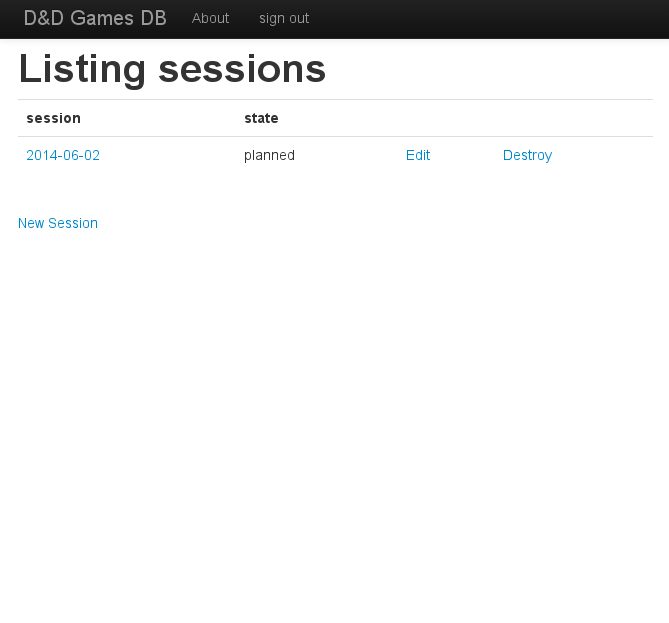 D&D Games DB About sign out
Listing sessions
session state
2014-06-02 planned Edit Destroy
New Session